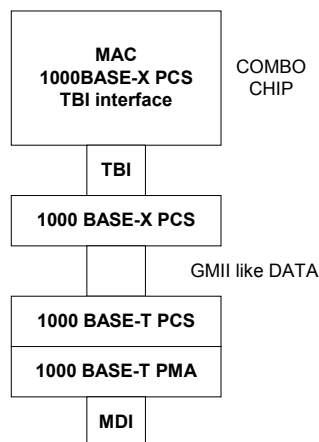 MAC
1000BASE-X PCS
TBI interface
COMBO
CHIP
TBI
1000 BASE-X PCS
GMII like DATA
1000 BASE-T PCS
1000 BASE-T PMA
MDI